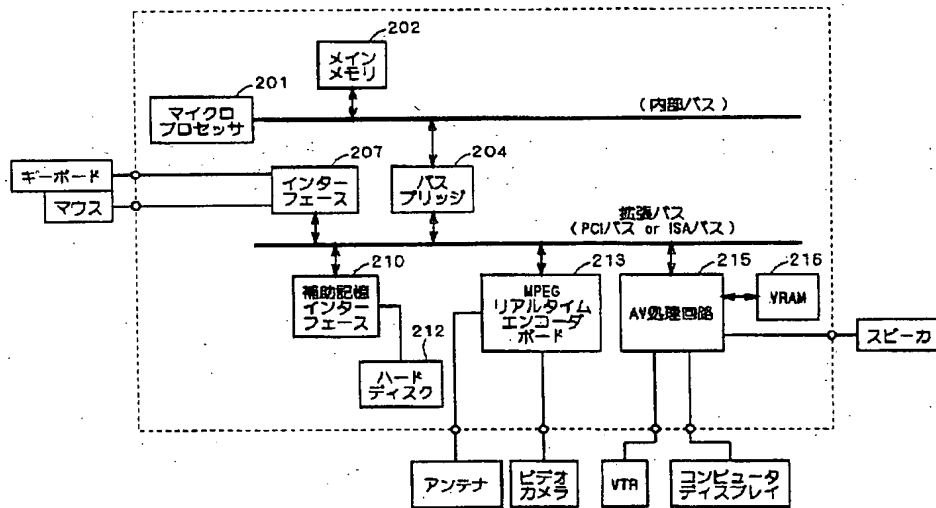 202
メイン
メモリ
201
マイクロ
プロセッサ
(内部バス)
207
204
キーボード
マウス
インター
フェース
バス
ブリッジ
拡張バス
(PCIバス or ISAバス)
210
補助記憶
インター
フェース
213
MPEG
リアルタイム
エンコーダ
ボード
215
AV処理回路
216
VRAM
スピーカ
212
ハード
ディスク
アンテナ
ビデオ
カメラ
VTR
コンピュータ
ディスプレイ